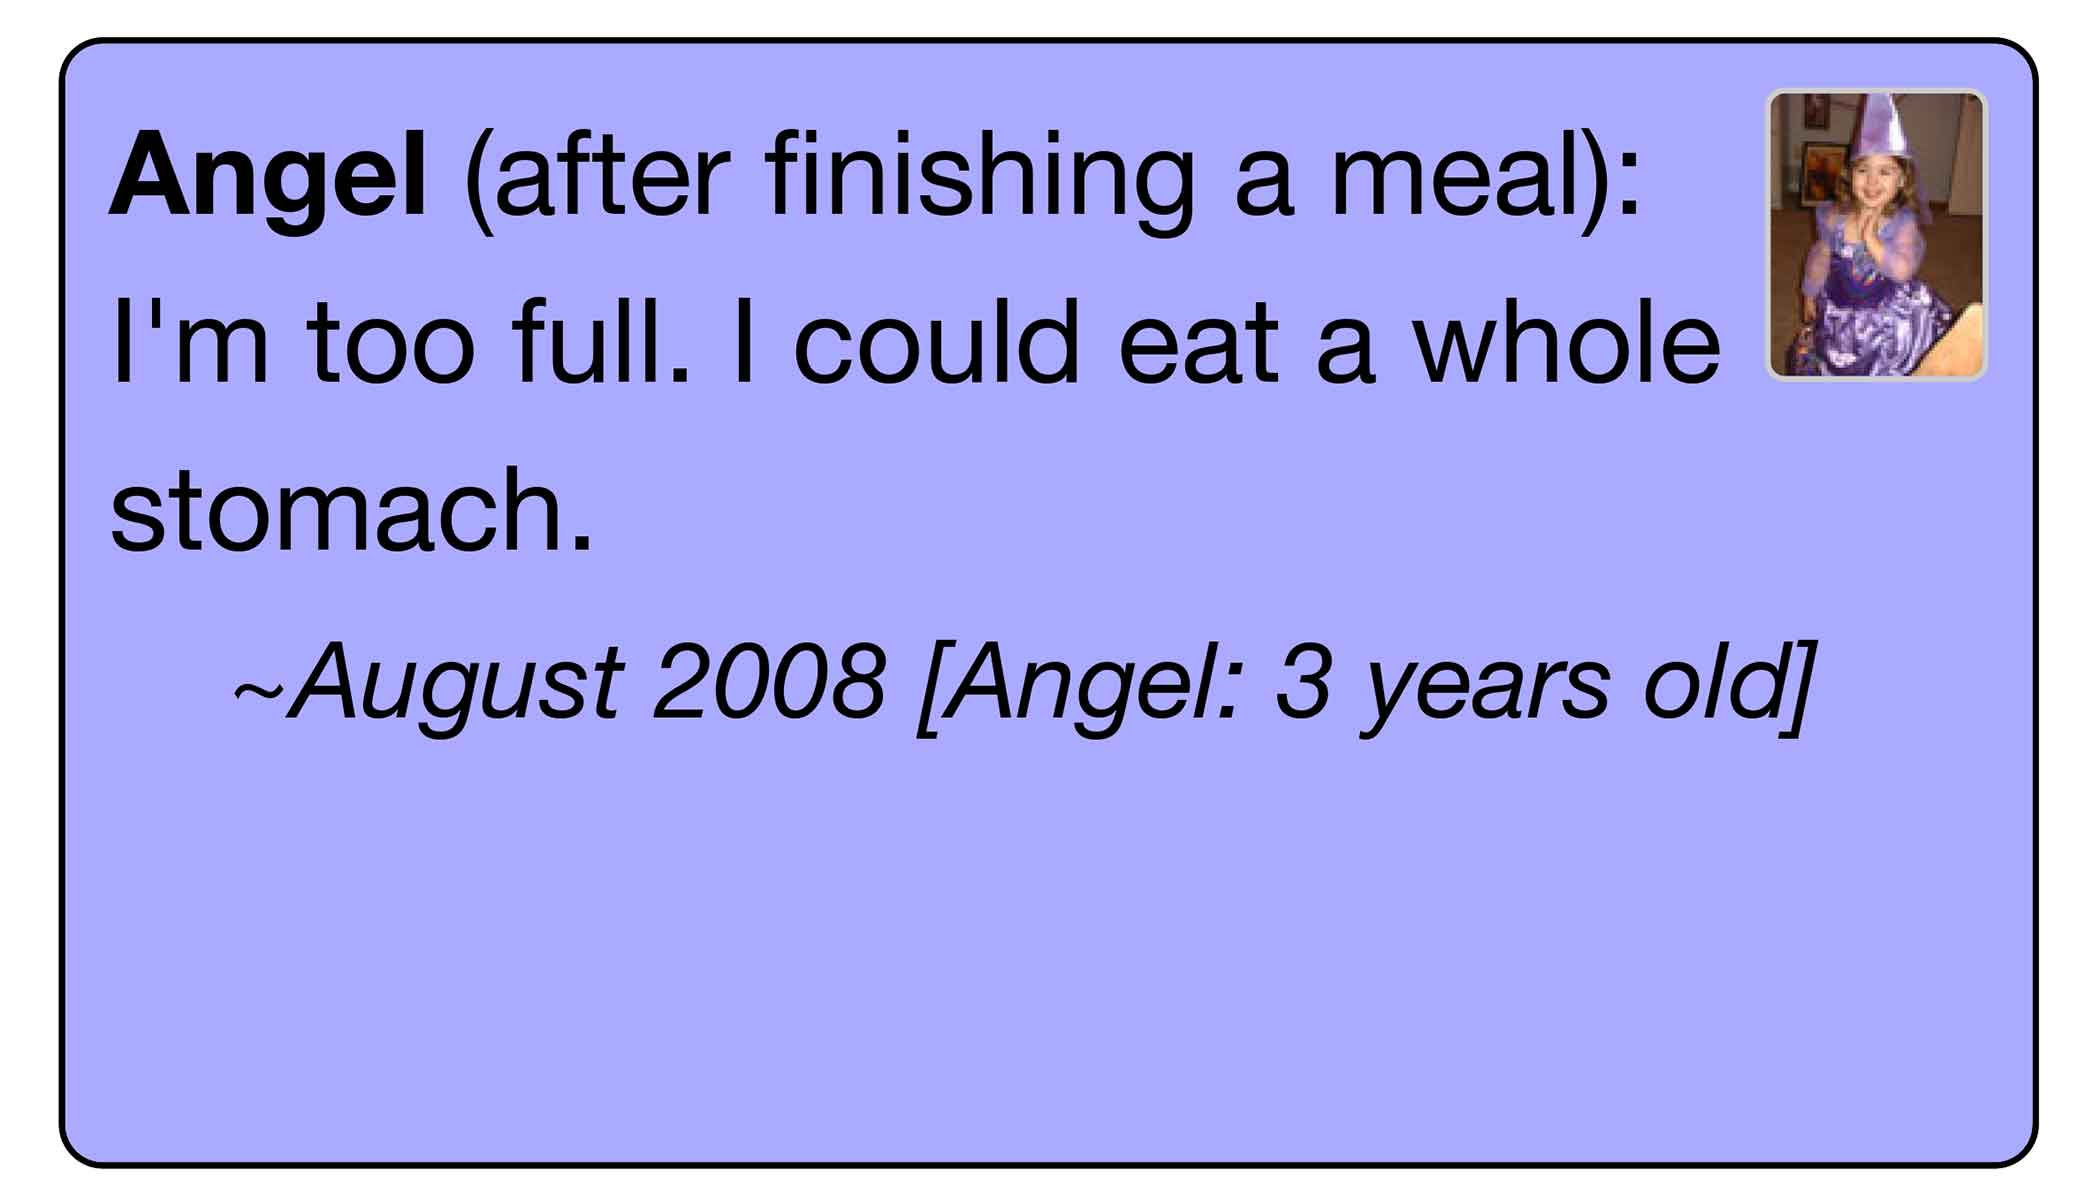 Angel (after finishing a meal):
I'm too full. I could eat a whole
stomach.
~August 2008 [Angel: 3 years old]